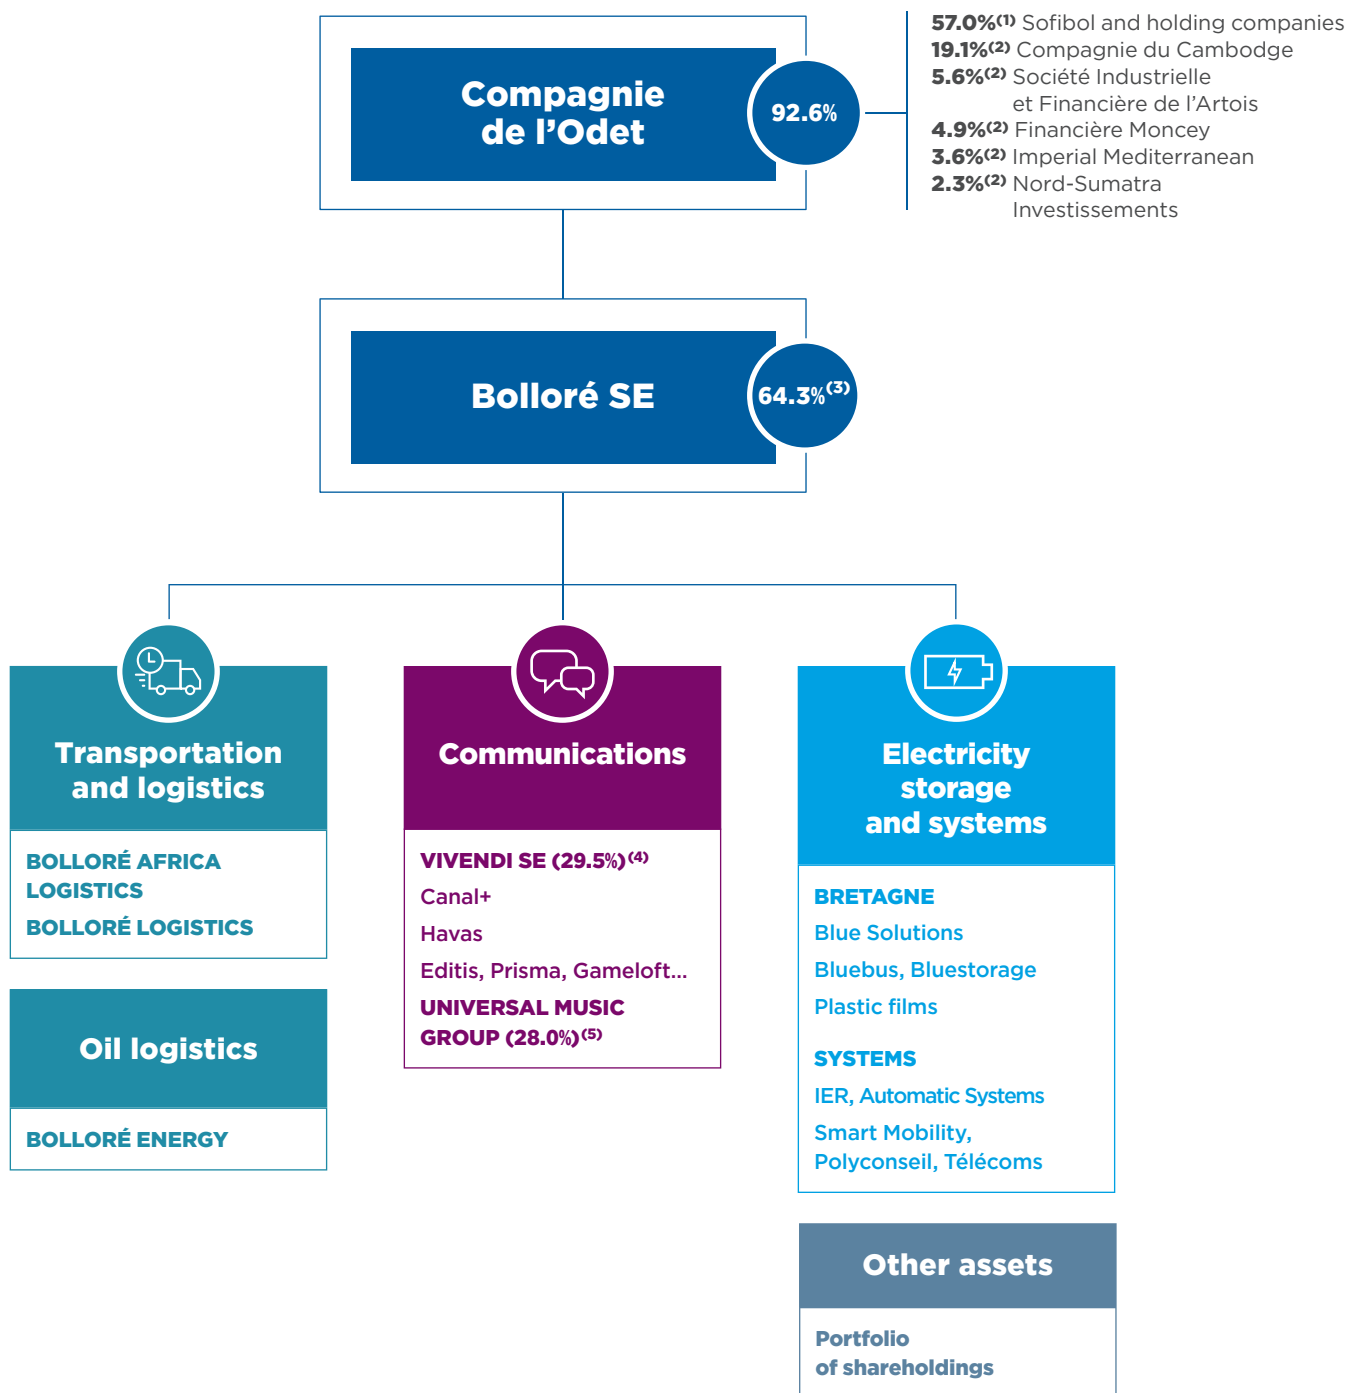 57.0%(1) Sofibol and holding companies
19.1%(2) Compagnie du Cambodge
5.6%(2) Société Industrielle
et Financière de l'Artois
4.9%(2) Financière Moncey
3.6%(2) Imperial Mediterranean
2.3%(2) Nord-Sumatra
Investissements
Compagnie
de l'Odet
92.6%
Bolloré SE
64.3%(3)
Transportation
and logistics
BOLLORÉ AFRICA
LOGISTICS
BOLLORÉ LOGISTICS
Oil logistics
BOLLORÉ ENERGY
Communications
VIVENDI SE (29.5%)(4)
Canal+
Havas
Editis, Prisma, Gameloft...
UNIVERSAL MUSIC
GROUP (28.0%)(5)
Electricity
storage
and systems
BRETAGNE
Blue Solutions
Bluebus, Bluestorage
Plastic films
SYSTEMS
IER, Automatic Systems
Smart Mobility,
Polyconseil, Télécoms
Other assets
Portfolio
of shareholdings